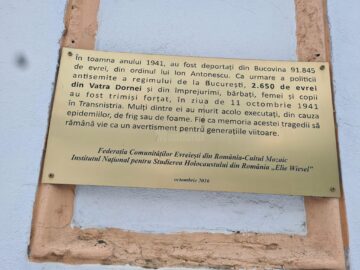 În toamna anului 1941, au fost deportați din Bucovina 91.845
de evrei, din ordinul lui Ion Antonescu. Ca urmare a politicii
antisemite a regimului de la București, 2.650 de evrei
din Vatra Dornei și din împrejurimi, bărbați, femei și copii
au fost trimiși forțat, în ziua de 11 octombrie 1941
în Transnistria. Mulți dintre ei au murit acolo executați, din cauza
epidemiilor, de frig sau de foame. Fie ca memoria acestei tragedii să
rămână vie ca un avertisment pentru generațiile viitoare.
Federația Comunităților Evreiești din România-Cultul Mozaic
Institutul Național pentru Studierea Holocaustului din România „Elie Wiesel”
octombrie 2016